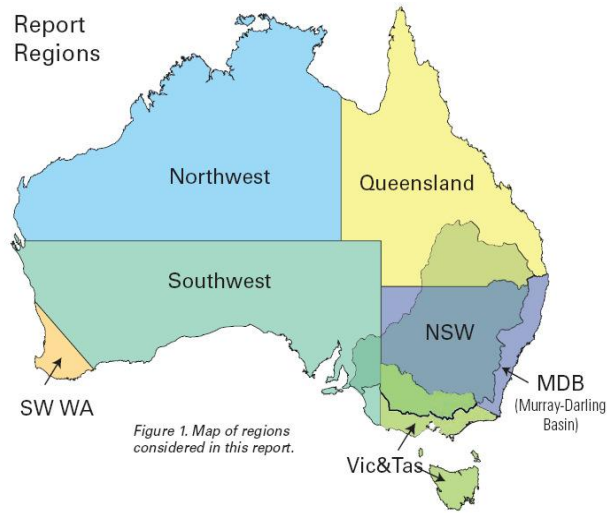 Report
Regions
Northwest
Queensland
Southwest
NSW
SW WA
MDB
(Murray-Darling
Basin)
Figure 1. Map of regions
considered in this report.
Vic&Tas